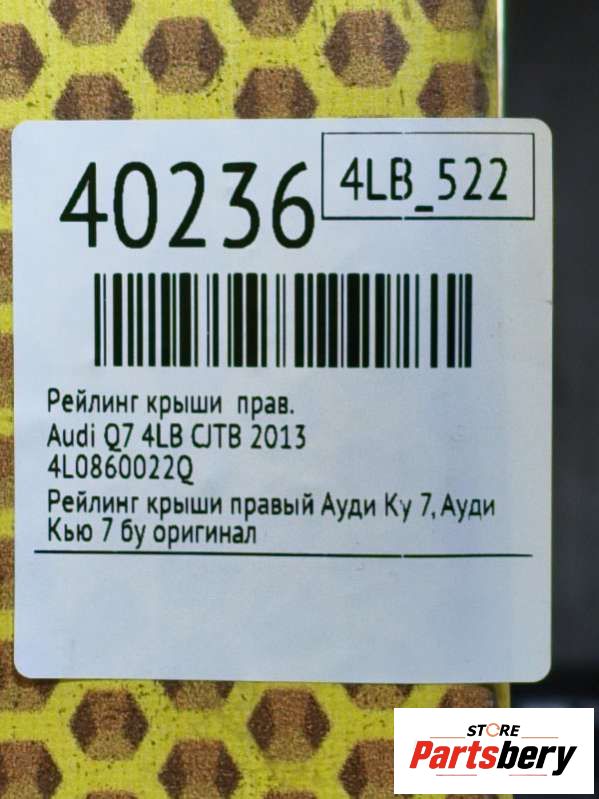 40236
4LB_522
Рейлинг крыши прав.
Audi Q7 4LB CJTB 2013
4L0860022Q
Рейлинг крыши правый Ауди Ку 7, Ауди
Кью 7 бу оригинал
STORE
Partsbery